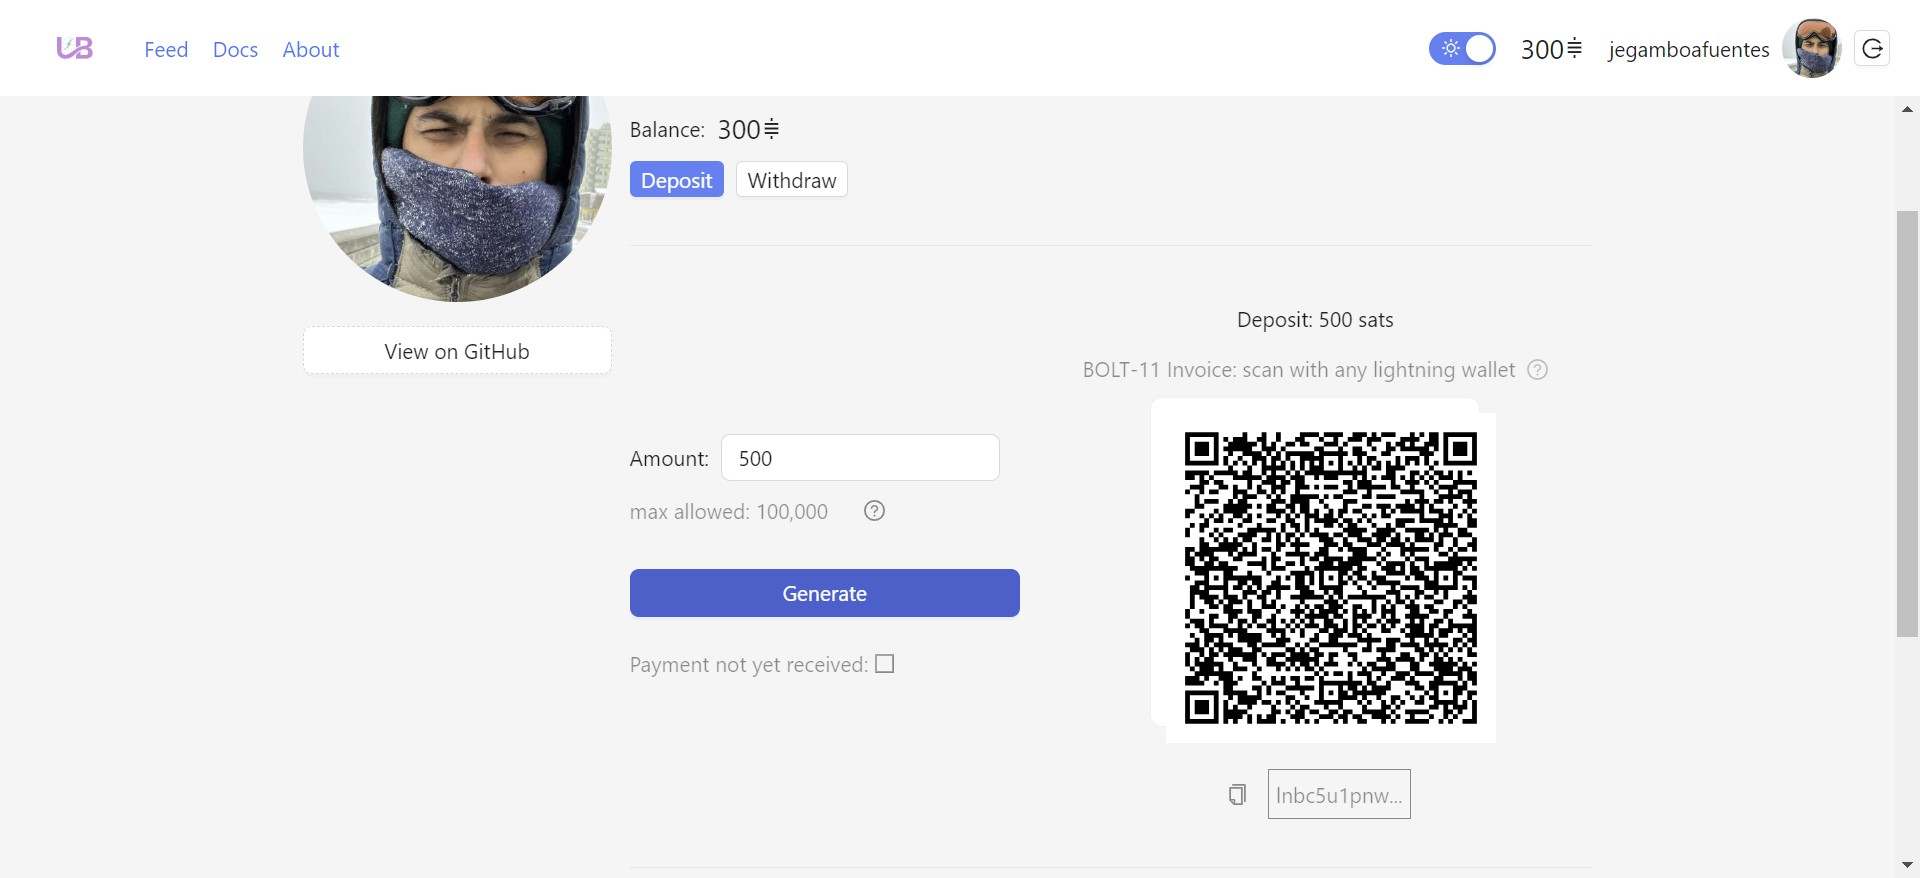 UB Feed Docs About 300 jegamboafuentes
Balance: 300
Deposit Withdraw
View on GitHub
Deposit: 500 sats
BOLT-11 Invoice: scan with any lightning wallet ?
Amount: 500
max allowed: 100,000 ?
Generate
Payment not yet received:
lnbc5u1pnw...